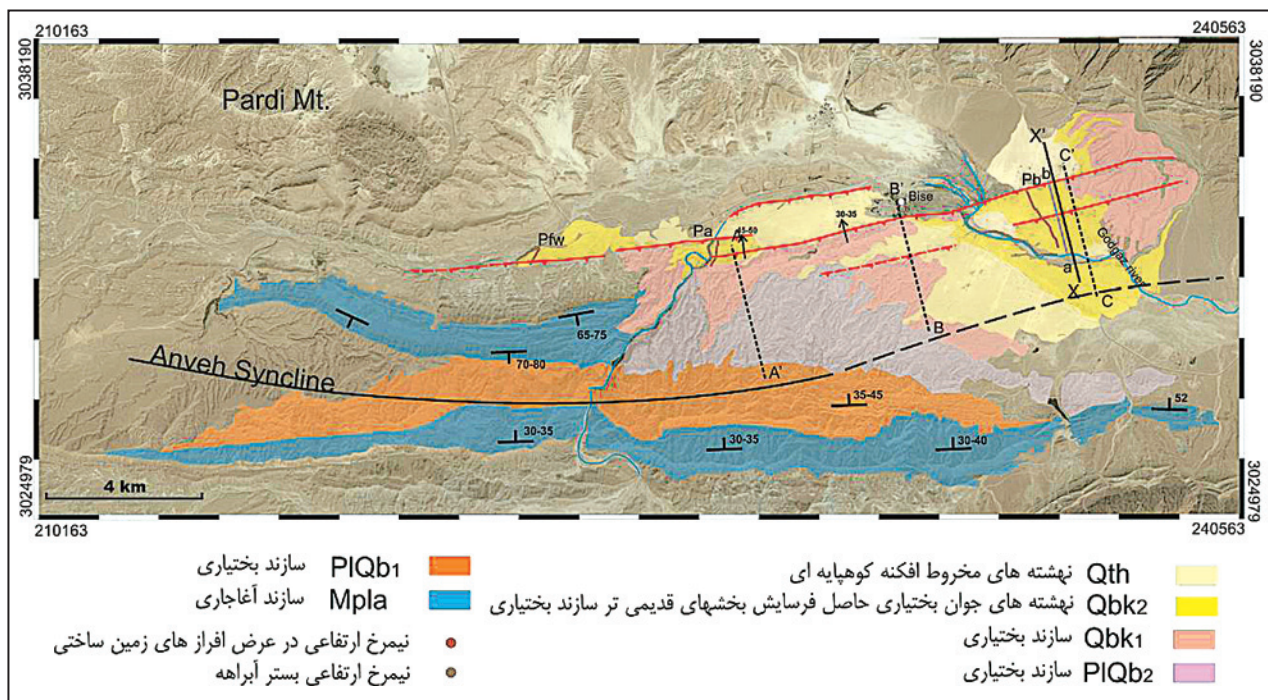 210163
240563
3038190
3038190
Pardi Mt.
X'
C'
Pb
b
B'
Bise
30-35
Pa
A
45-50
Pfw
Godgaz river
a
X
C
B
65-75
70-80
Anveh Syncline
A'
35-45
52
30-35
30-35
30-40
4 km
3024979
3024979
210163
240563
سازند بختیاری PlQb1
سازند آغاجاری Mpla
نیمرخ ارتفاعی در عرض افراز های زمین ساختی
نیمرخ ارتفاعی بستر آبراهه
نهشته های مخروط افکنه کوهپایه ای Qth
نهشته های جوان بختیاری حاصل فرسایش بخشهای قدیمی تر سازند بختیاری Qbk2
سازند بختیاری Qbk1
سازند بختیاری PlQb2